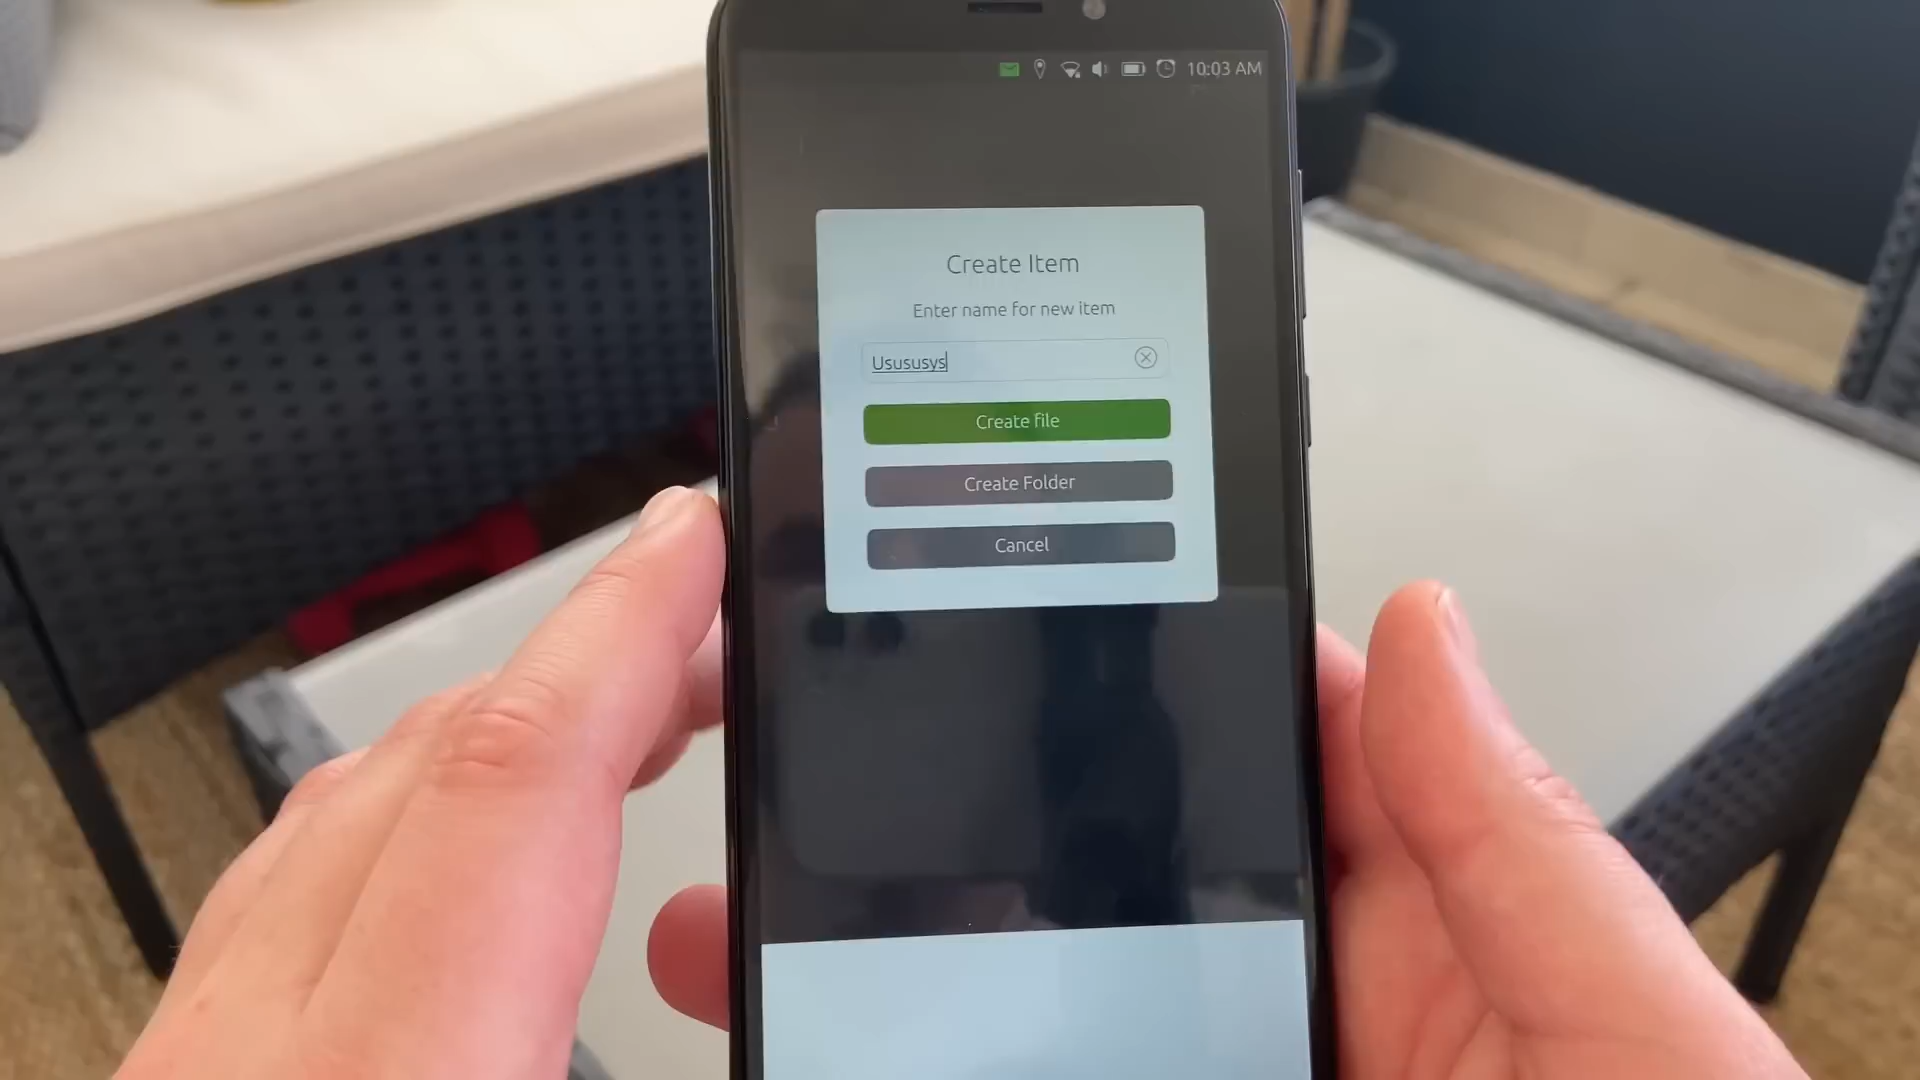 10:03 AM
Create Item
Enter name for new item
Usususys
Create file
Create Folder
Cancel